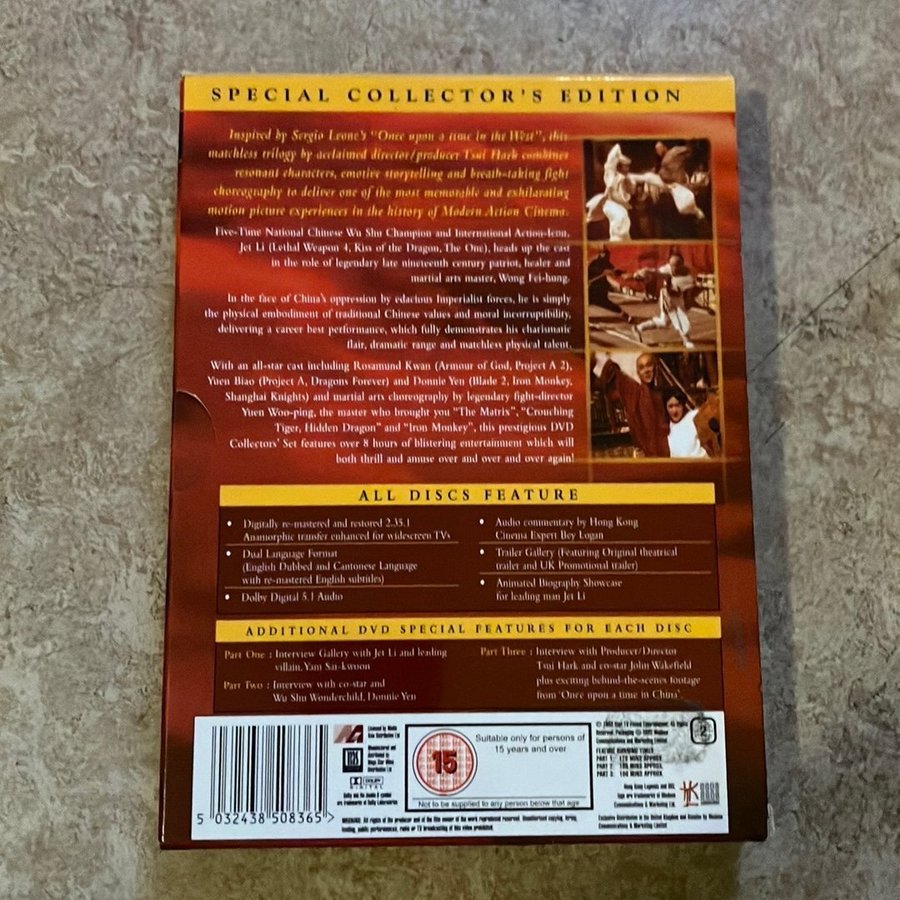 SPECIAL COLLECTOR'S EDITION
Inspired by Sergio Leone's "Once upon a time in the West", this
matchless trilogy by acclaimed director/producer Tsui Hark combines
resonant characters, emotive storytelling and breath-taking fight
choreography to deliver one of the most memorable and exhilarating
motion picture experiences in the history of Modern Action Cinema.
Five-Time National Chinese Wu Shu Champion and International Action-Icon,
Jet Li (Lethal Weapon 4, Kiss of the Dragon, The One), heads up the cast
in the role of legendary late nineteenth century patriot, healer and
martial arts master, Wong Fei-hung.
In the face of China's oppression by edacious Imperialist forces, he is simply
the physical embodiment of traditional Chinese values and moral incorruptibility,
delivering a career best performance, which fully demonstrates his charismatic
flair, dramatic range and matchless physical talent.
With an all-star cast including Rosamund Kwan (Armour of God, Project A 2),
Yuen Biao (Project A, Dragons Forever) and Donnie Yen (Blade 2, Iron Monkey,
Shanghai Knights) and martial arts choreography by legendary fight-director
Yuen Woo-ping, the master who brought you "The Matrix", "Crouching
Tiger, Hidden Dragon" and "Iron Monkey", this prestigious DVD
Collectors' Set features over 8 hours of blistering entertainment which will
both thrill and amuse over and over and over again!
ALL DISCS FEATURE
• Digitally re-mastered and restored 2.35.1
Anamorphic transfer enhanced for widescreen TVs
• Dual Language Format
(English Dubbed and Cantonese Language
with re-mastered English subtitles)
• Dolby Digital 5.1 Audio
• Audio commentary by Hong Kong
Cinema Expert Bey Logan
• Trailer Gallery (Featuring Original theatrical
trailer and UK Promotional trailer)
• Animated Biography Showcase
for leading man Jet Li
ADDITIONAL DVD SPECIAL FEATURES FOR EACH DISC
Part One : Interview Gallery with Jet Li and leading
villain, Yam Sai-kwoon
Part Two : Interview with co-star and
Wu Shu Wonderchild, Donnie Yen
Part Three : Interview with Producer/Director
Tsui Hark and co-star John Wakefield
plus exciting behind-the-scenes footage
from 'Once upon a time in China'.
5 032438 508365 >
DOLBY
DIGITAL
15
Suitable only for persons of
15 years and over
Not to be supplied to any person below that age
2
FEATURE RUNNING TIMES
HK
Communications & Marketing Limited